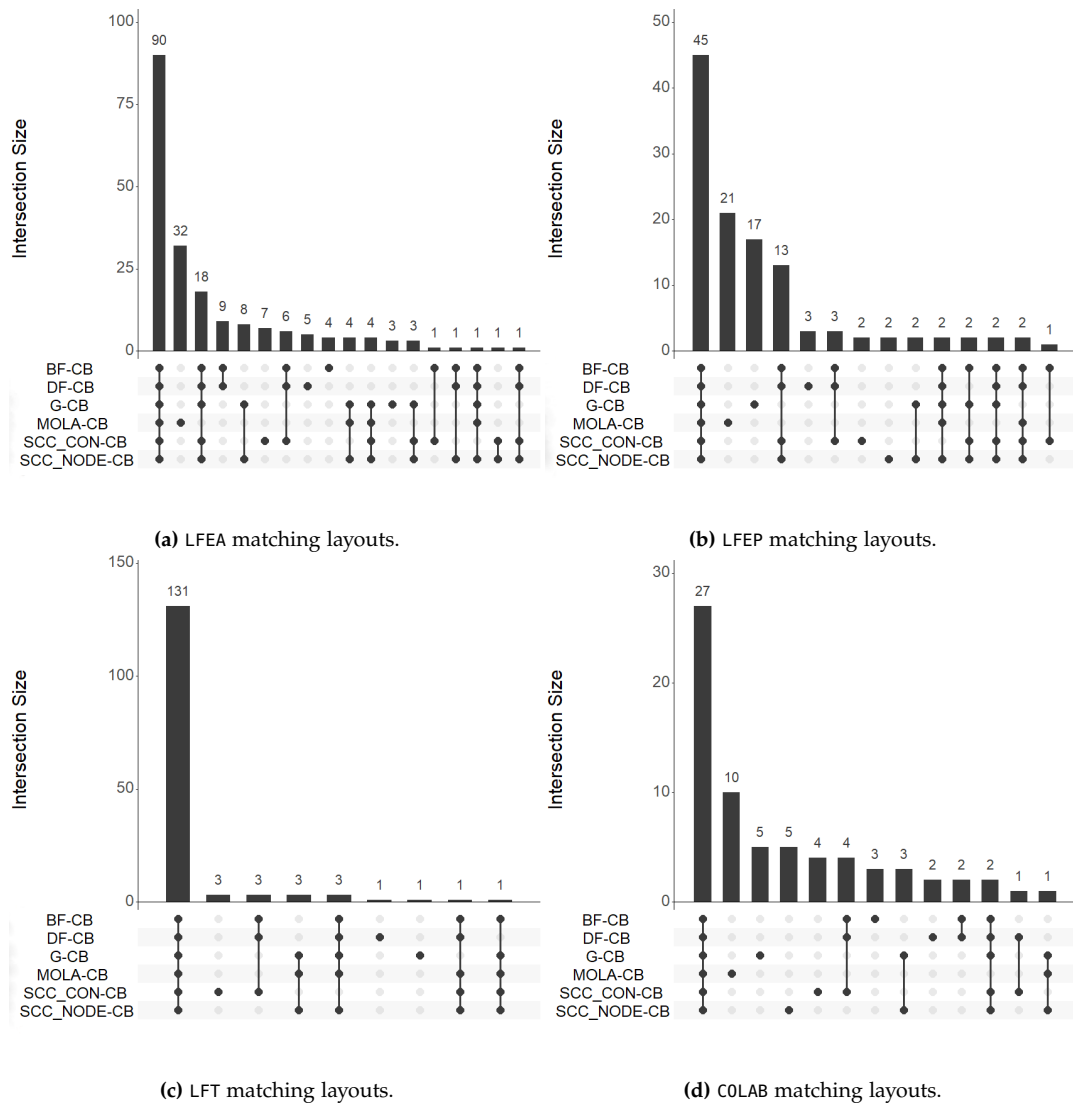 100
90
75
50
32
25
18
9 8 7 6 5 4 4 4 3 3 1 1 1 1 1
0
Intersection Size
BF-CB
DF-CB
G-CB
MOLA-CB
SCC_CON-CB
SCC_NODE-CB
(a) LFEA matching layouts.
50
45
40
30
21
20
17
13
10
3 3 2 2 2 2 2 2 2 1
0
Intersection Size
BF-CB
DF-CB
G-CB
MOLA-CB
SCC_CON-CB
SCC_NODE-CB
(b) LFEP matching layouts.
150
131
100
50
3 3 3 3 1 1 1 1
0
Intersection Size
BF-CB
DF-CB
G-CB
MOLA-CB
SCC_CON-CB
SCC_NODE-CB
(c) LFT matching layouts.
30
27
20
10
10
5 5 4 4 3 3 2 2 2 1 1
0
Intersection Size
BF-CB
DF-CB
G-CB
MOLA-CB
SCC_CON-CB
SCC_NODE-CB
(d) COLAB matching layouts.